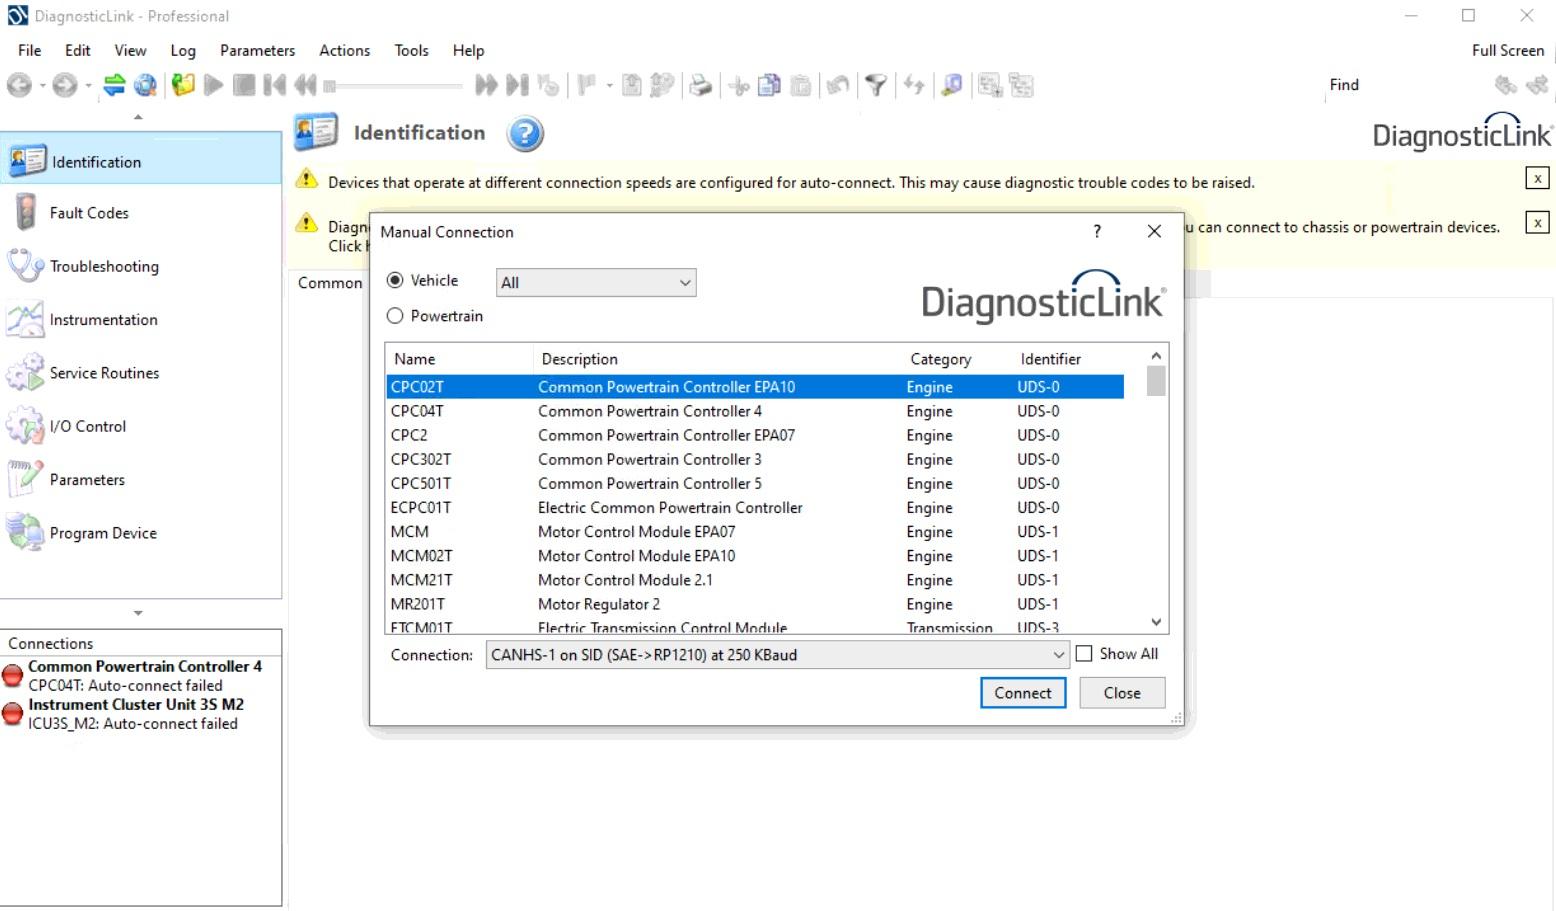 DiagnosticLink - Professional
File Edit View Log Parameters Actions Tools Help Full Screen
Find
Identification
DiagnosticLink
Identification
Fault Codes
Troubleshooting
Instrumentation
Service Routines
I/O Control
Parameters
Program Device
Devices that operate at different connection speeds are configured for auto-connect. This may cause diagnostic trouble codes to be raised. x
Diagn
u can connect to chassis or powertrain devices. x
Click h
Common
Manual Connection ?
Vehicle All
Powertrain
DiagnosticLink®
Name Description Category Identifier
CPC02T Common Powertrain Controller EPA10 Engine UDS-0
CPC04T Common Powertrain Controller 4 Engine UDS-0
CPC2 Common Powertrain Controller EPA07 Engine UDS-0
CPC302T Common Powertrain Controller 3 Engine UDS-0
CPC501T Common Powertrain Controller 5 Engine UDS-0
ECPC01T Electric Common Powertrain Controller Engine UDS-0
MCM Motor Control Module EPA07 Engine UDS-1
MCM02T Motor Control Module EPA10 Engine UDS-1
MCM21T Motor Control Module 2.1 Engine UDS-1
MR201T Motor Regulator 2 Engine UDS-1
ETCM01T Electric Transmission Control Module Transmission UDS-3
Connection: CANHS-1 on SID (SAE->RP1210) at 250 KBaud Show All
Connect Close
Connections
Common Powertrain Controller 4
CPC04T: Auto-connect failed
Instrument Cluster Unit 3S M2
ICU3S_M2: Auto-connect failed